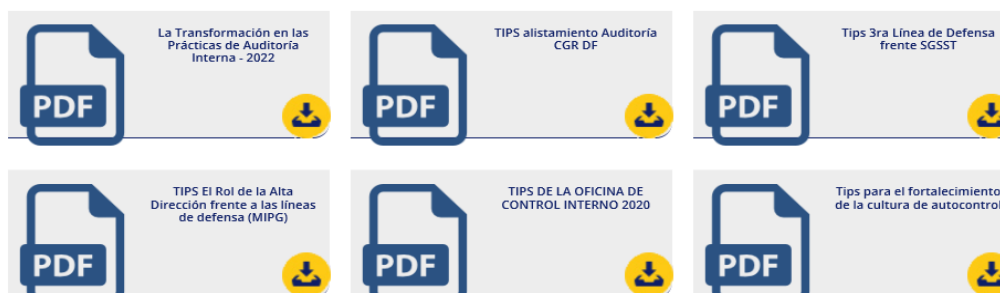 La Transformación en las
Prácticas de Auditoría
Interna - 2022
PDF
TIPS alistamiento Auditoría
CGR DF
PDF
Tips 3ra Línea de Defensa
frente SGSST
PDF
TIPS El Rol de la Alta
Dirección frente a las líneas
de defensa (MIPG)
PDF
TIPS DE LA OFICINA DE
CONTROL INTERNO 2020
PDF
Tips para el fortalecimiento
de la cultura de autocontrol
PDF